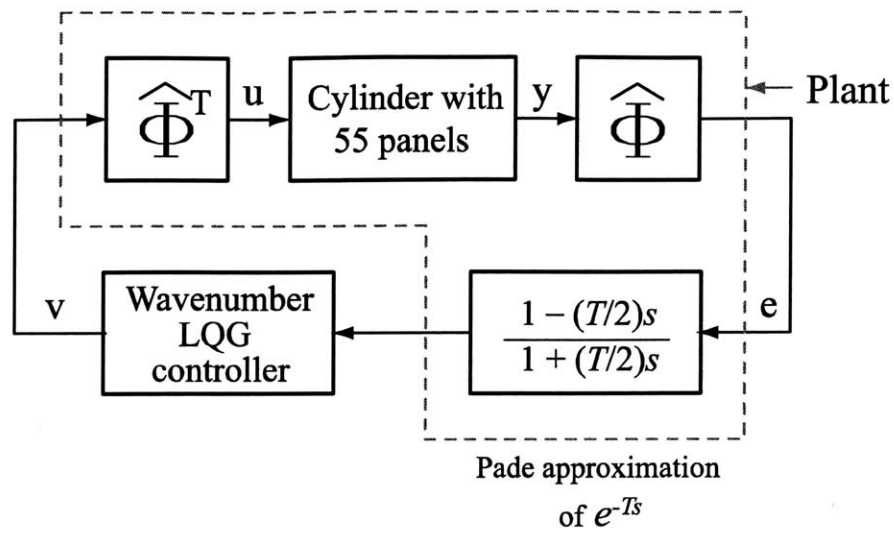 Φ̂ᵀ
u
Cylinder with
55 panels
y
Φ̂
Plant
v
Wavenumber
LQG
controller
1 − (T/2)s
1 + (T/2)s
e
Pade approximation
of e^-Ts